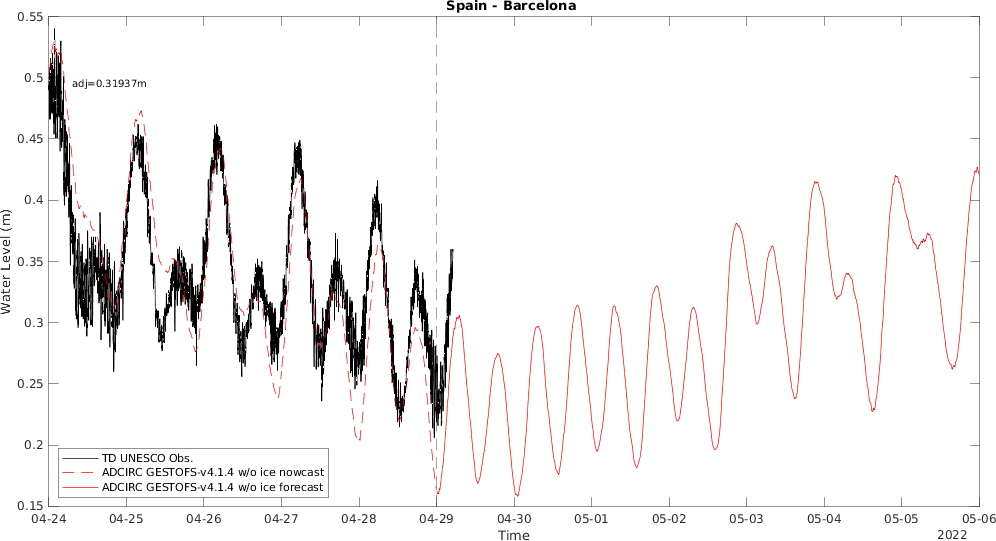 Spain - Barcelona
0.55
0.5
0.45
0.4
0.35
0.3
0.25
0.2
0.15
Water Level (m)
adj=0.31937m
TD UNESCO Obs.
ADCIRC GESTOFS-v4.1.4 w/o ice nowcast
ADCIRC GESTOFS-v4.1.4 w/o ice forecast
04-24 04-25 04-26 04-27 04-28 04-29 04-30 05-01 05-02 05-03 05-04 05-05 05-06
Time
2022